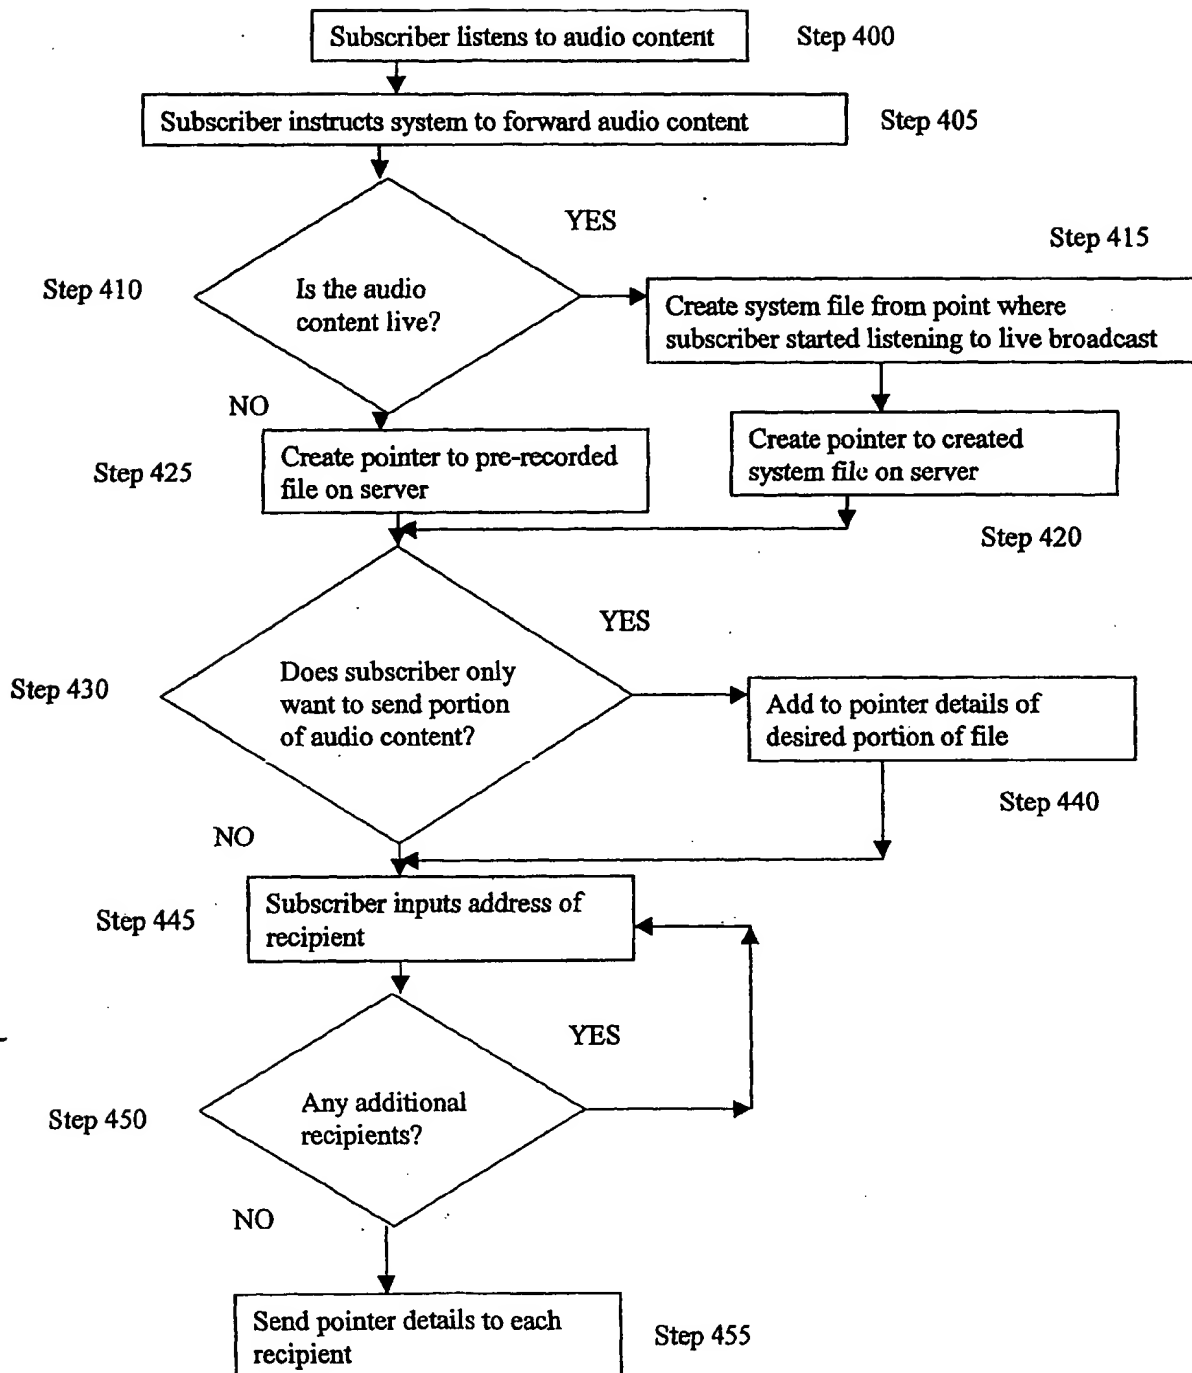 Subscriber listens to audio content
Step 400
Subscriber instructs system to forward audio content
Step 405
YES
Step 415
Step 410
Is the audio
content live?
Create system file from point where
subscriber started listening to live broadcast
NO
Step 425
Create pointer to pre-recorded
file on server
Create pointer to created
system file on server
Step 420
YES
Step 430
Does subscriber only
want to send portion
of audio content?
Add to pointer details of
desired portion of file
Step 440
NO
Step 445
Subscriber inputs address of
recipient
YES
Step 450
Any additional
recipients?
NO
Send pointer details to each
recipient
Step 455